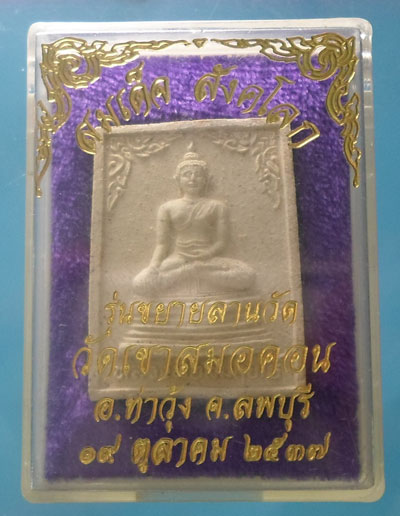 สมเด็จ สังคโลก
รุ่นขยายลานวัด
วัดเขาสมอคอน
อ.ท่าวุ้ง จ.ลพบุรี
๑๙ ตุลาคม ๒๕๓๗